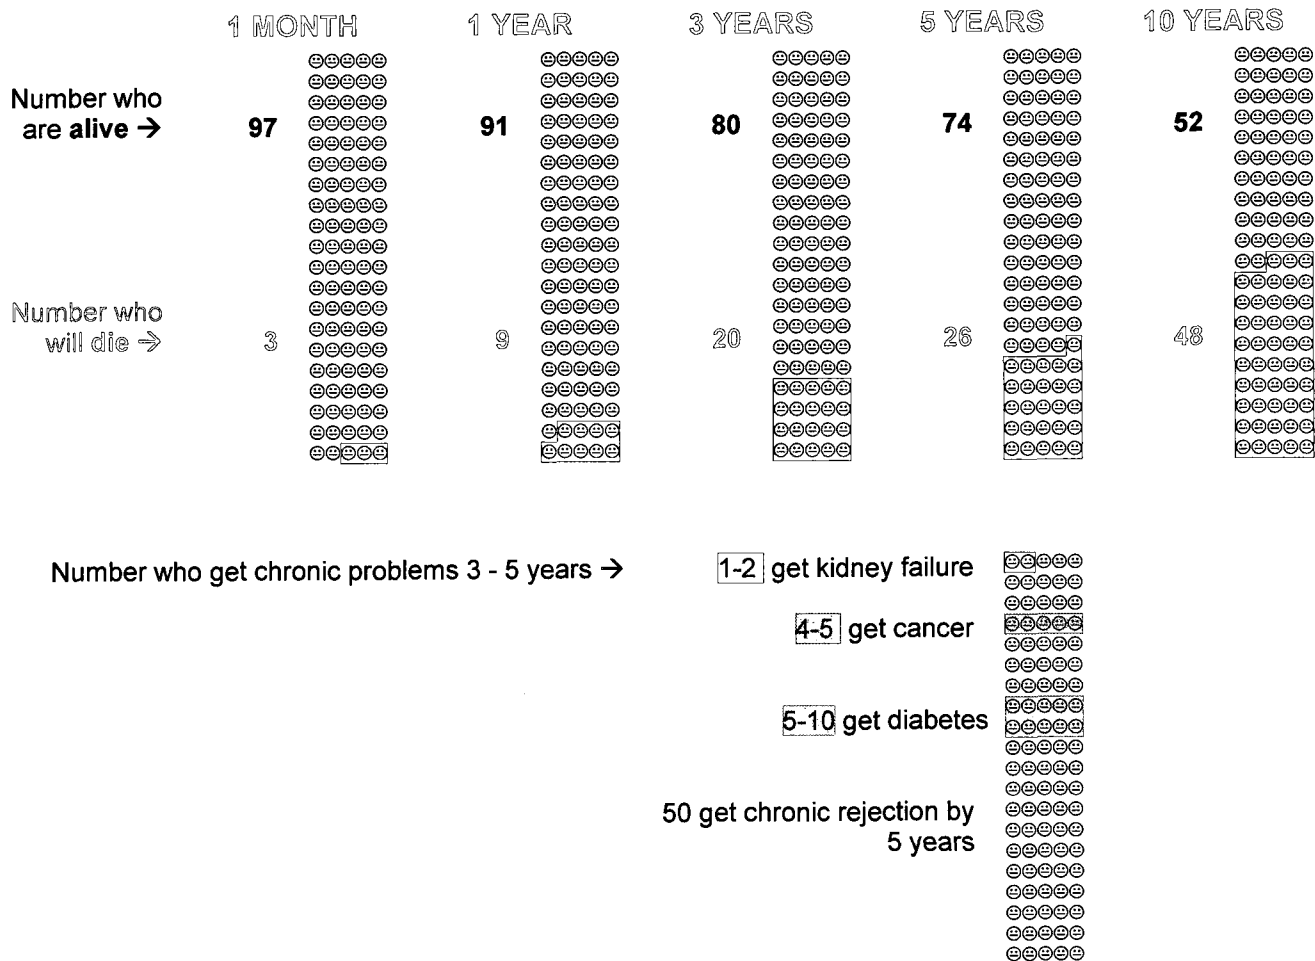 1 MONTH 1 YEAR 3 YEARS 5 YEARS 10 YEARS
Number who
are alive → 97 91 80 74 52
Number who
will die → 3 9 20 26 48
Number who get chronic problems 3 - 5 years → 1-2 get kidney failure
4-5 get cancer
5-10 get diabetes
50 get chronic rejection by
5 years